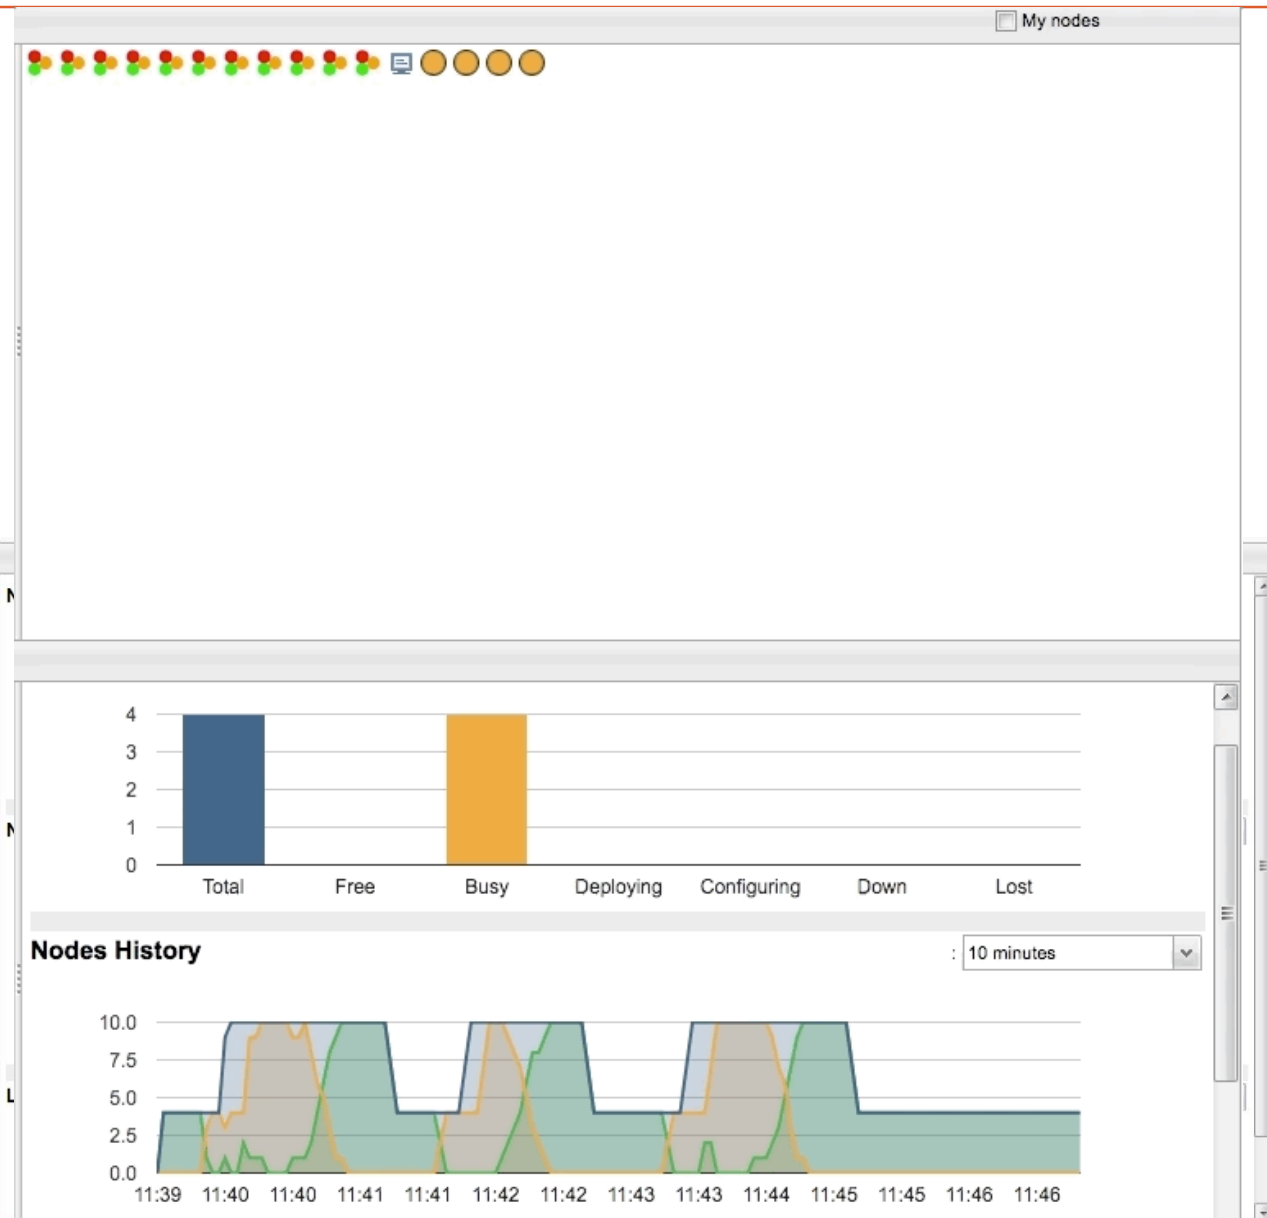 My nodes
N
4
3
2
1
0
N
Total Free Busy Deploying Configuring Down Lost
Nodes History : 10 minutes
10.0
7.5
5.0
L
2.5
0.0
11:39 11:40 11:40 11:41 11:41 11:42 11:42 11:43 11:43 11:44 11:45 11:45 11:46 11:46